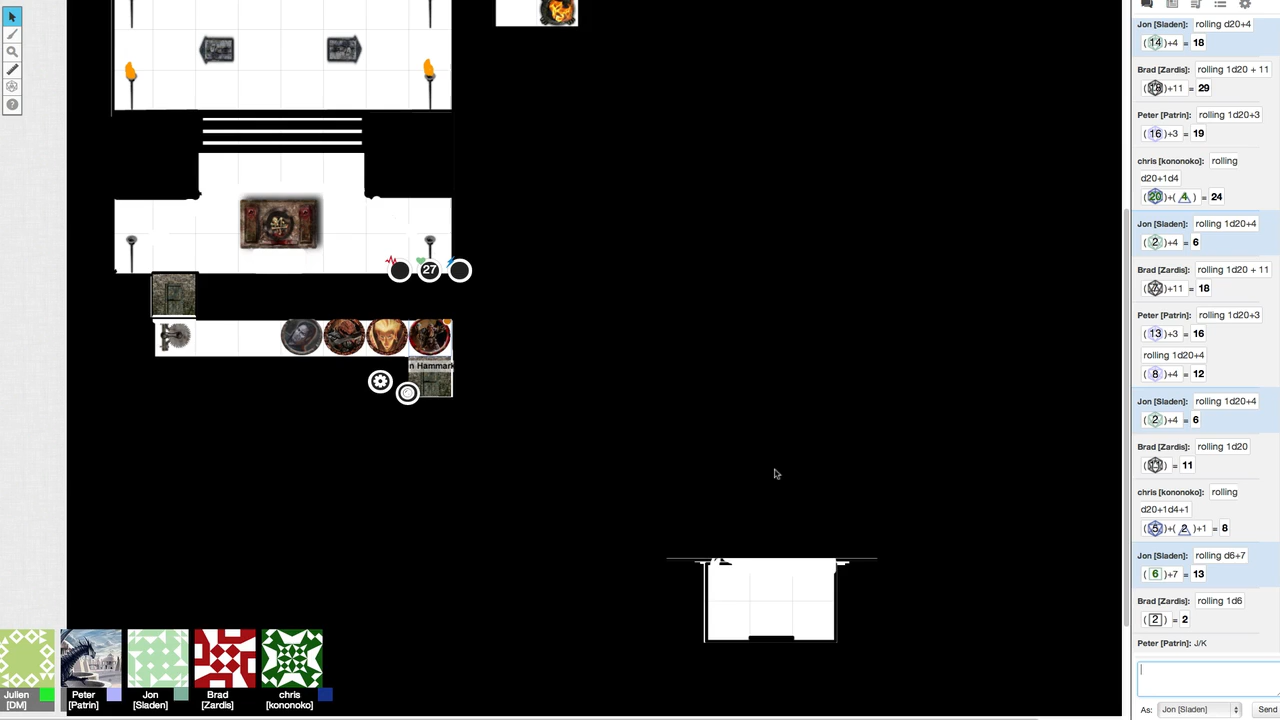 Jon [Sladen]: rolling d20+4
(14)+4 = 18
Brad [Zardis]: rolling 1d20 + 11
(18)+11 = 29
Peter [Patrin]: rolling 1d20+3
(16)+3 = 19
chris [kononoko]: rolling
d20+1d4
(20)+(4) = 24
Jon [Sladen]: rolling 1d20+4
(2)+4 = 6
Brad [Zardis]: rolling 1d20 + 11
)+11 = 18
Peter [Patrin]: rolling 1d20+3
(13)+3 = 16
rolling 1d20+4
(8)+4 = 12
Jon [Sladen]: rolling 1d20+4
(2)+4 = 6
Brad [Zardis]: rolling 1d20
(11) = 11
chris [kononoko]: rolling
d20+1d4+1
(5)+(2)+1 = 8
Jon [Sladen]: rolling d6+7
(6)+7 = 13
Brad [Zardis]: rolling 1d6
(2) = 2
Peter [Patrin]: J/K
As: Jon [Sladen] Send
27
n Hammark
Julien
[DM]
Peter
[Patrin]
Jon
[Sladen]
Brad
[Zardis]
chris
[kononoko]